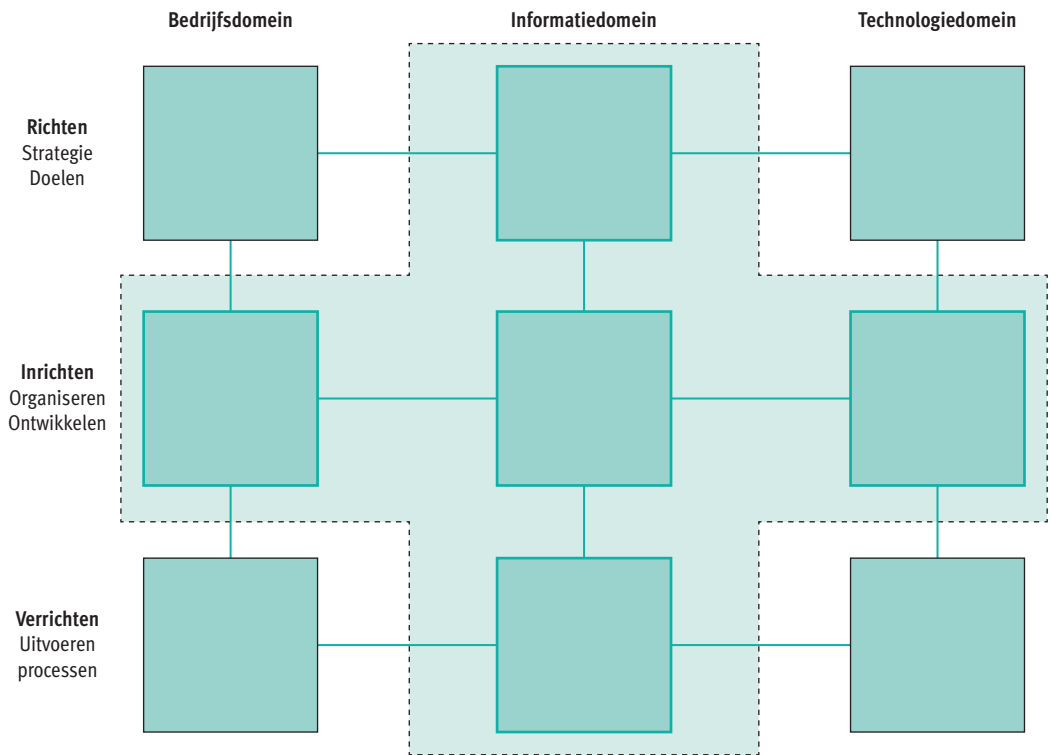 Bedrijfsdomein
Informatiedomein
Technologiedomein
Richten
Strategie
Doelen
Inrichten
Organiseren
Ontwikkelen
Verrichten
Uitvoeren
processen